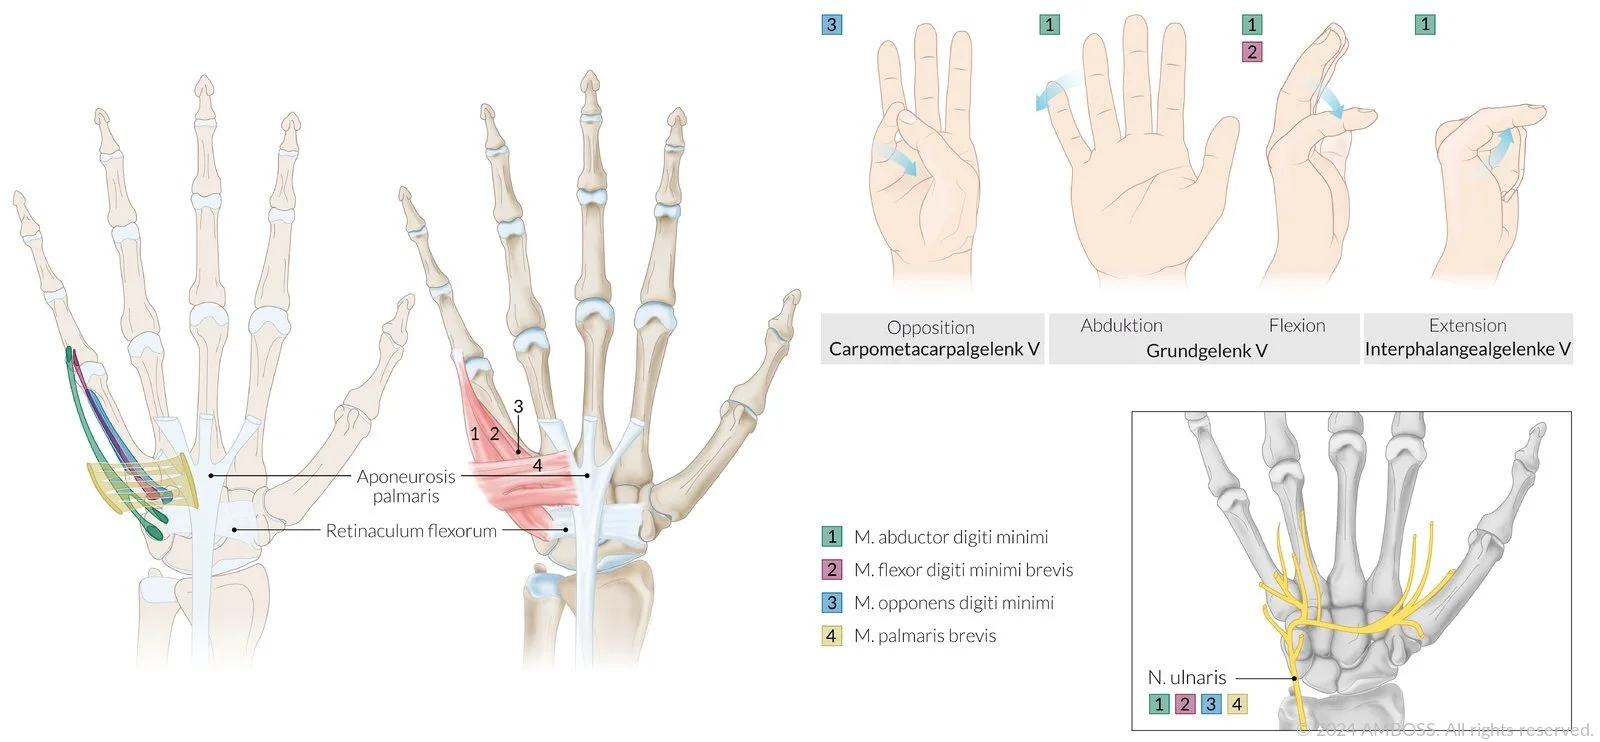 3
1
1
2
1
Opposition
Carpometacarpalgelenk V
Abduktion
Flexion
Grundgelenk V
Extension
Interphalangealgelenke V
3
1 2
4
Aponeurosis
palmaris
Retinaculum flexorum
1 M. abductor digiti minimi
2 M. flexor digiti minimi brevis
3 M. opponens digiti minimi
4 M. palmaris brevis
N. ulnaris
1 2 3 4
© 2024 AMBOSS. All rights reserved.